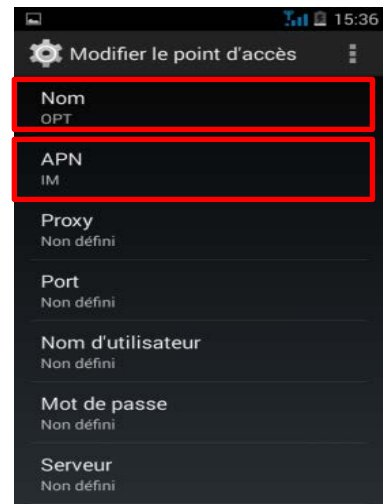 15:36
Modifier le point d'accès
Nom
OPT
APN
IM
Proxy
Non défini
Port
Non défini
Nom d'utilisateur
Non défini
Mot de passe
Non défini
Serveur
Non défini